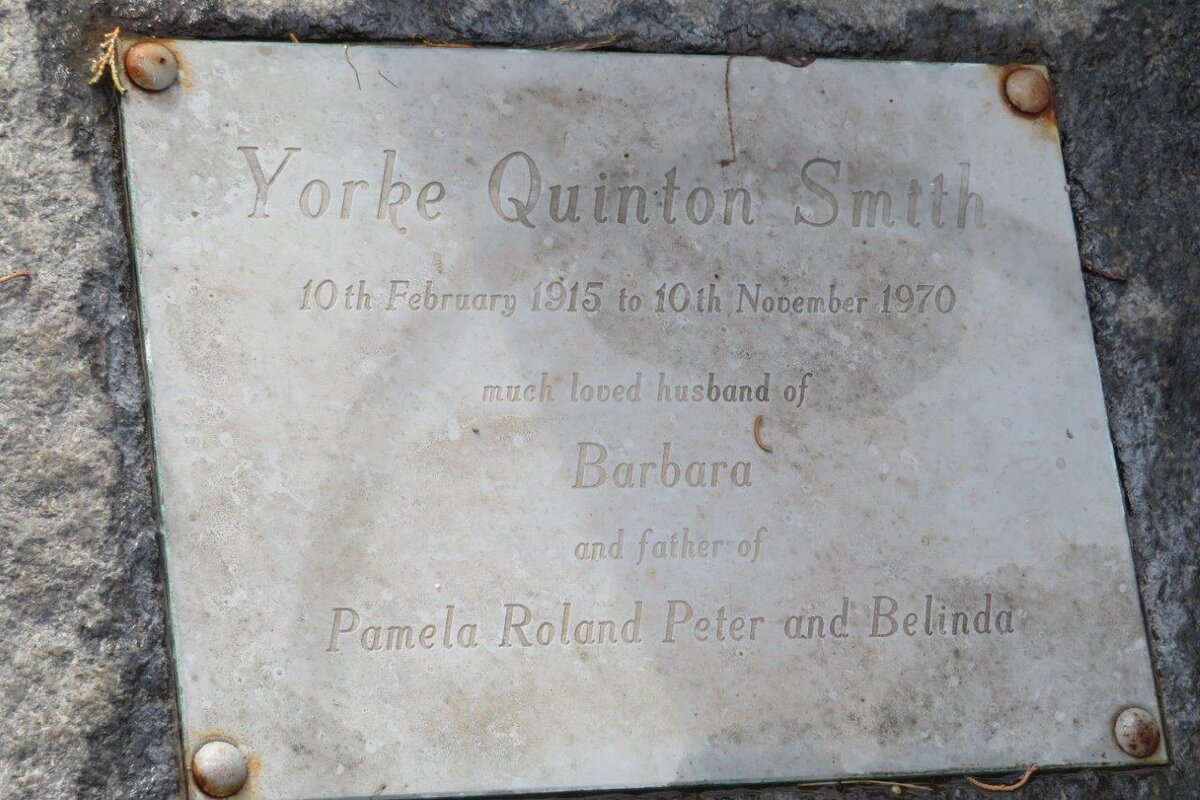 Yorke Quinton Smith
10th February 1915 to 10th November 1970
much loved husband of
Barbara
and father of
Pamela Roland Peter and Belinda